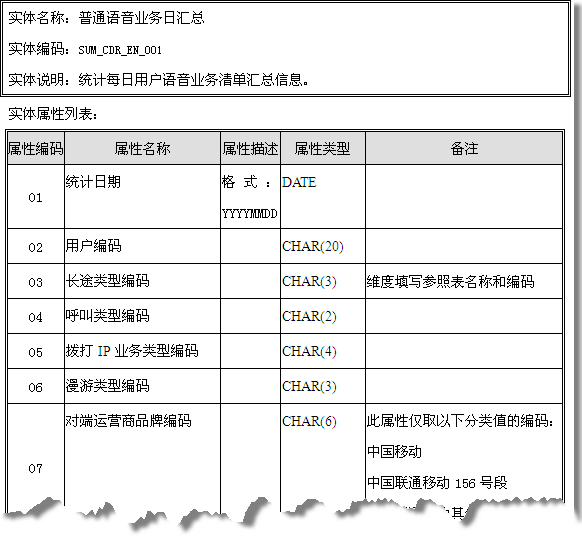 实体名称：普通语音业务日汇总
实体编码：SUM_CDR_EN_001
实体说明：统计每日用户语音业务清单汇总信息。
实体属性列表：
属性编码 属性名称 属性描述 属性类型 备注
01 统计日期 格式： DATE
YYYYMMDD
02 用户编码 CHAR(20)
03 长途类型编码 CHAR(3) 维度填写参照表名称和编码
04 呼叫类型编码 CHAR(2)
05 拨打 IP 业务类型编码 CHAR(4)
06 漫游类型编码 CHAR(3)
07 对端运营商品牌编码 CHAR(6) 此属性仅取以下分类值的编码：
中国移动
中国联通移动 156 号段